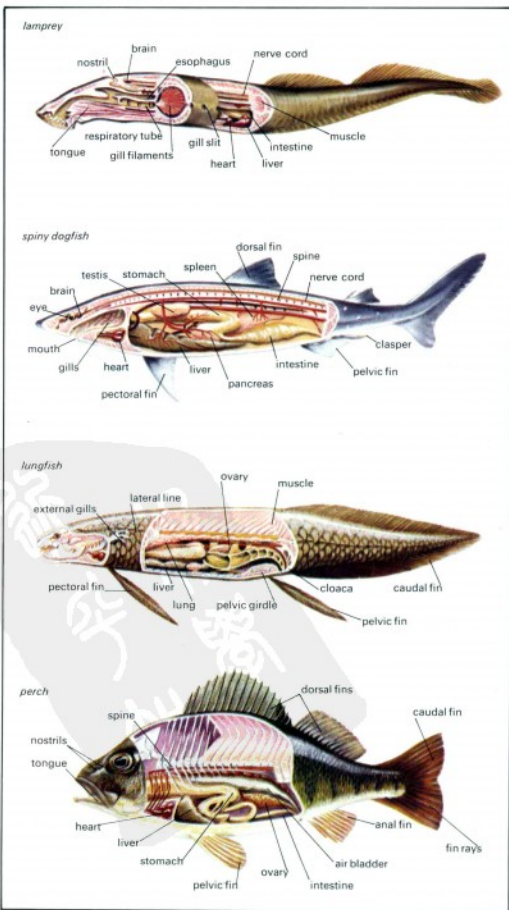 lamprey
brain
nostril
esophagus
nerve cord
respiratory tube
gill slit
muscle
tongue
gill filaments
heart
intestine
liver
spiny dogfish
dorsal fin
spleen
spine
testis
stomach
nerve cord
brain
eye
mouth
clasper
gills
heart
liver
intestine
pelvic fin
pectoral fin
pancreas
lungfish
ovary
lateral line
muscle
external gills
pectoral fin
liver
cloaca
caudal fin
lung
pelvic girdle
pelvic fin
perch
dorsal fins
caudal fin
spine
nostrils
tongue
heart
anal fin
liver
fin rays
stomach
air bladder
ovary
pelvic fin
intestine